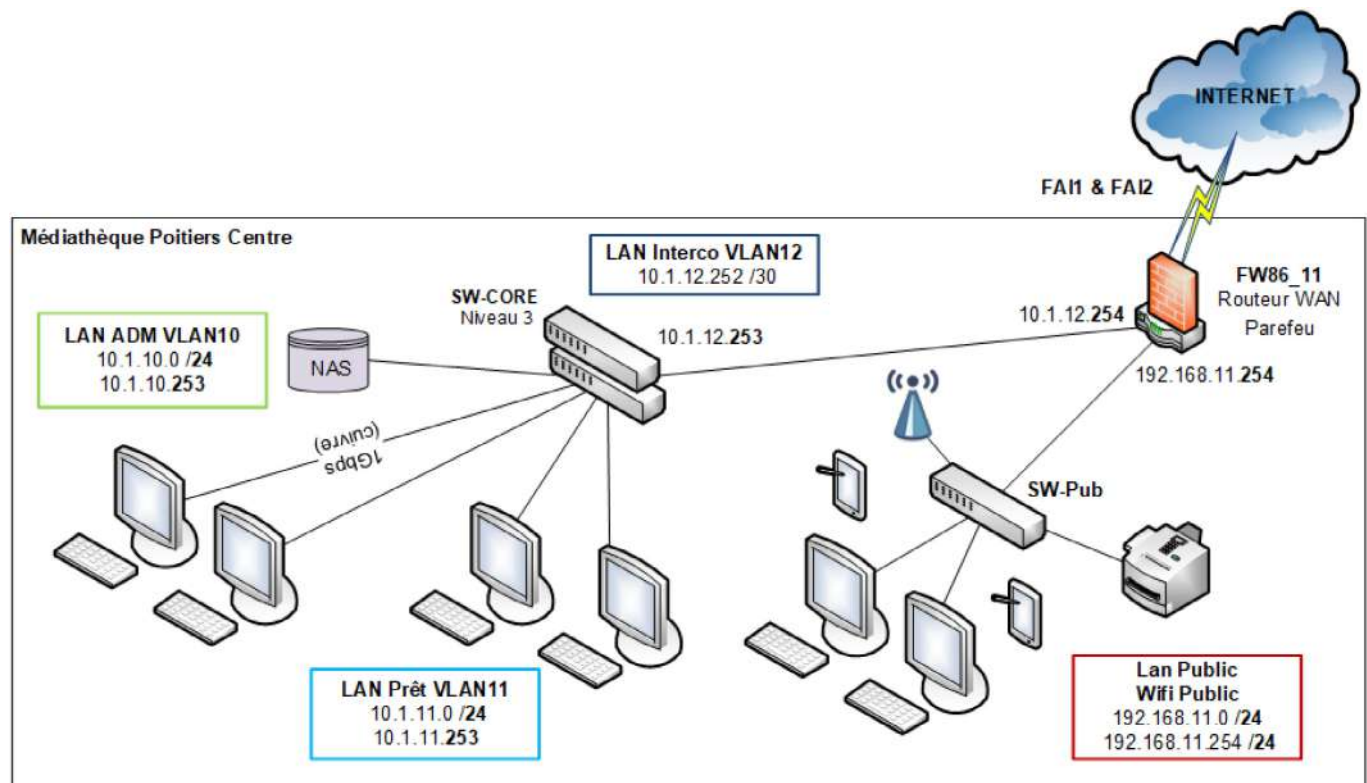 INTERNET
FAI1 & FAI2
Médiathèque Poitiers Centre
LAN Interco VLAN12
10.1.12.252 /30
FW86_11
Routeur WAN
Parefeu
SW-CORE
Niveau 3
10.1.12.254
10.1.12.253
LAN ADM VLAN10
10.1.10.0 /24
10.1.10.253
NAS
192.168.11.254
1Gbps
(cuivre)
SW-Pub
LAN Prêt VLAN11
10.1.11.0 /24
10.1.11.253
Lan Public
Wifi Public
192.168.11.0 /24
192.168.11.254 /24